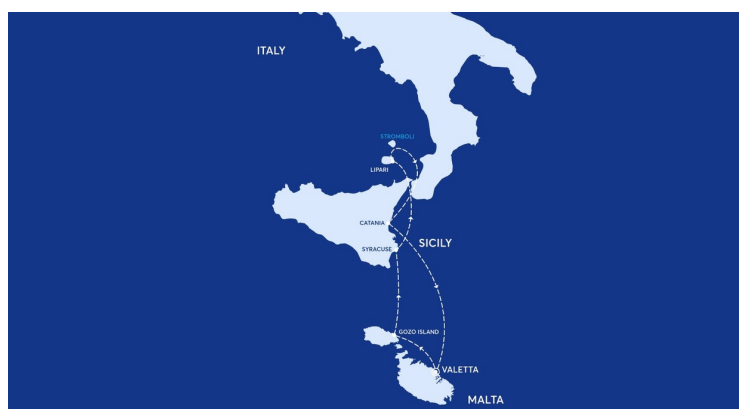 ITALY
STROMBOLI
LIPARI
CATANIA
SYRACUSE
SICILY
GOZO ISLAND
VALETTA
MALTA